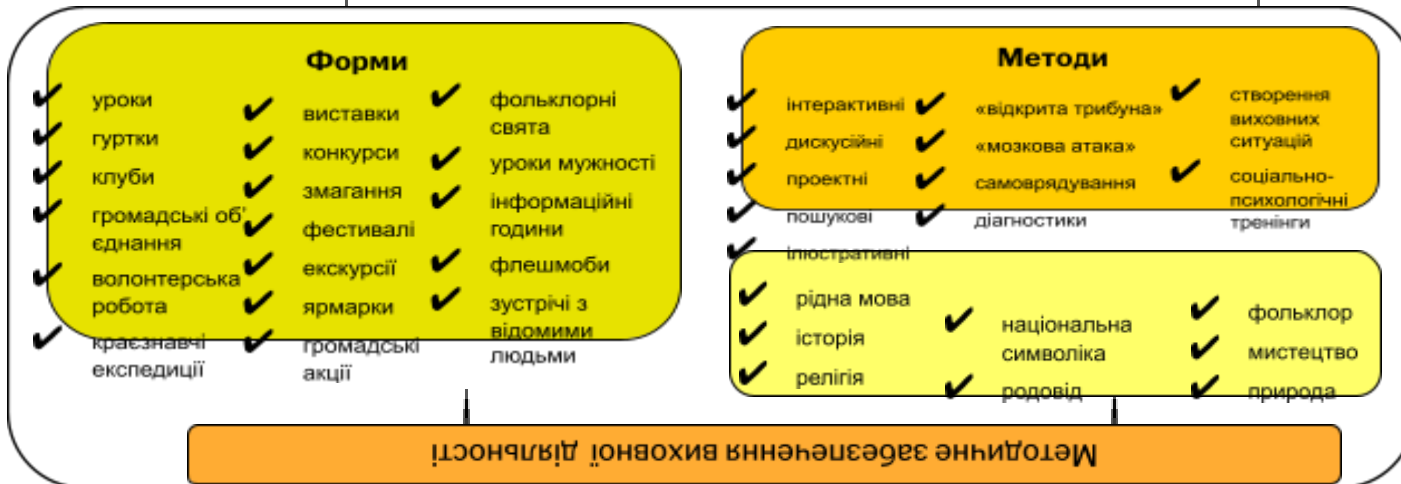 Форми
уроки
гуртки
клуби
громадські об'
єднання
волонтерська
робота
краєзнавчі
експедиції
виставки
конкурси
змагання
фестивалі
екскурсії
ярмарки
громадські
акції
фольклорні
свята
уроки мужності
інформаційні
години
флешмоби
зустрічі з
відомими
людьми
Методи
інтерактивні
дискусійні
проектні
пошукові
ілюстративні
«відкрита трибуна»
«мозкова атака»
самоврядування
діагностики
створення
виховних
ситуацій
соціально-
психологічні
тренінги
рідна мова
історія
релігія
національна
символіка
родовід
фольклор
мистецтво
природа
Методичне забезпечення виховної діяльності